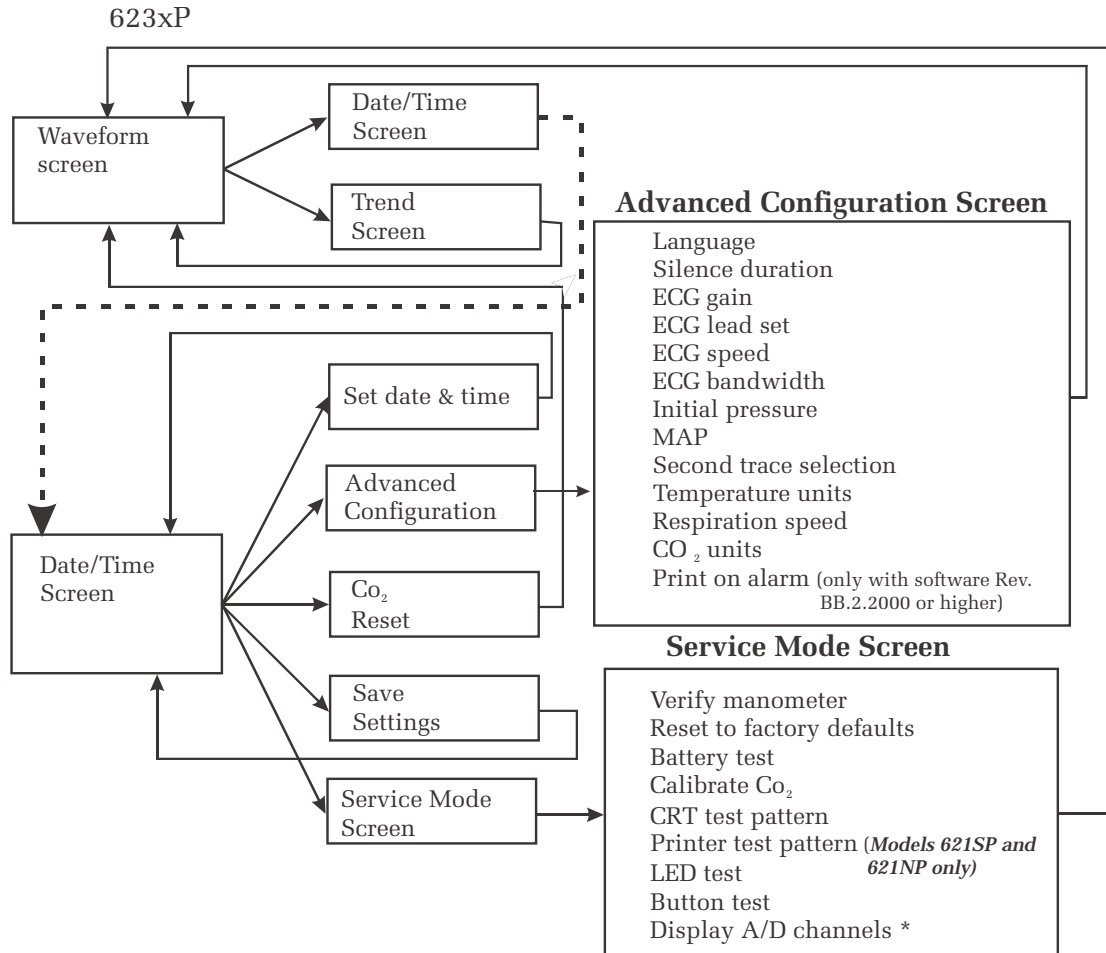 623xP
Waveform
screen
Date/Time
Screen
Trend
Screen
Advanced Configuration Screen
Language
Silence duration
ECG gain
ECG lead set
ECG speed
ECG bandwidth
Initial pressure
MAP
Second trace selection
Temperature units
Respiration speed
CO ₂ units
Print on alarm (only with software Rev.
BB.2.2000 or higher)
Date/Time
Screen
Set date & time
Advanced
Configuration
Co₂
Reset
Save
Settings
Service Mode
Screen
Service Mode Screen
Verify manometer
Reset to factory defaults
Battery test
Calibrate Co₂
CRT test pattern
Printer test pattern (Models 621SP and
621NP only)
LED test
Button test
Display A/D channels *